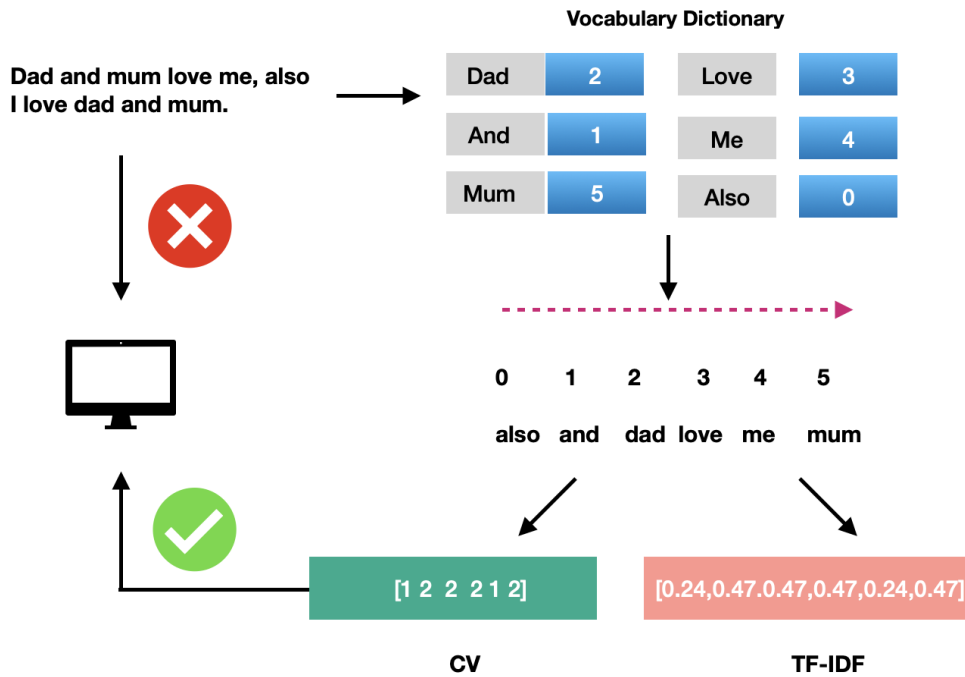 Vocabulary Dictionary
Dad and mum love me, also
I love dad and mum.
Dad 2 Love 3
And 1 Me 4
Mum 5 Also 0
0 1 2 3 4 5
also and dad love me mum
[1 2 2 2 1 2] [0.24,0.47.0.47,0.47,0.24,0.47]
CV TF-IDF